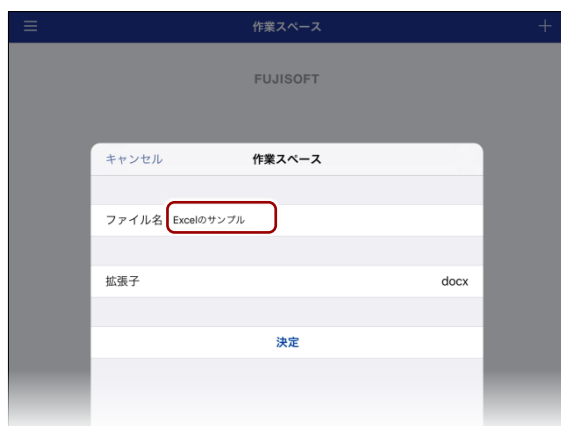 作業スペース
FUJISOFT
キャンセル 作業スペース
ファイル名 Excelのサンプル
拡張子 docx
決定